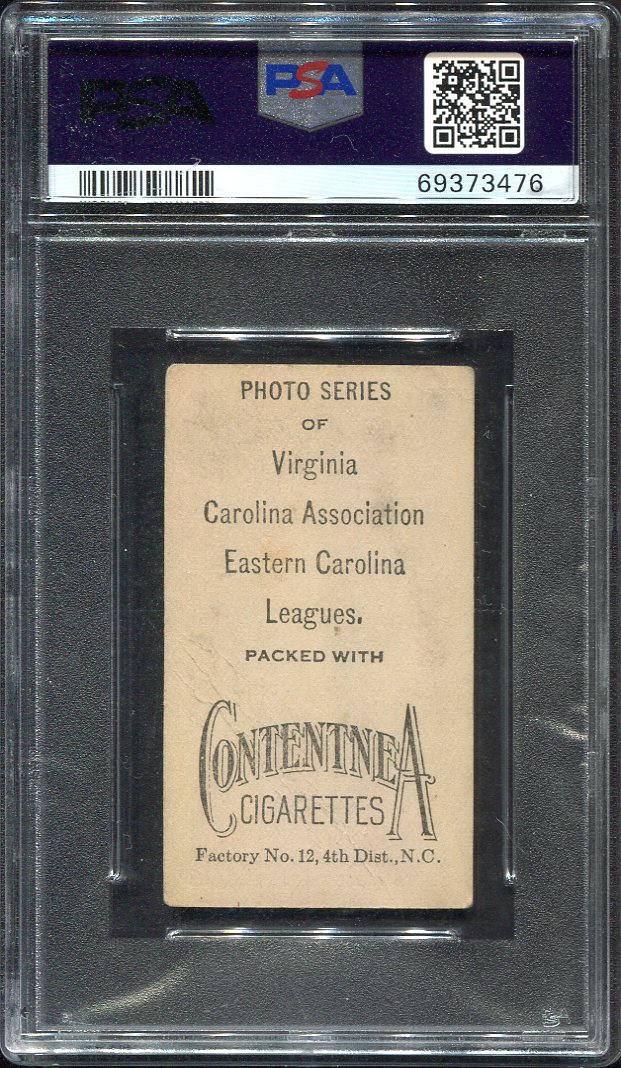 PSA
PSA
69373476
PHOTO SERIES
OF
Virginia
Carolina Association
Eastern Carolina
Leagues.
PACKED WITH
CONTENTNEA
CIGARETTES
Factory No. 12, 4th Dist., N.C.